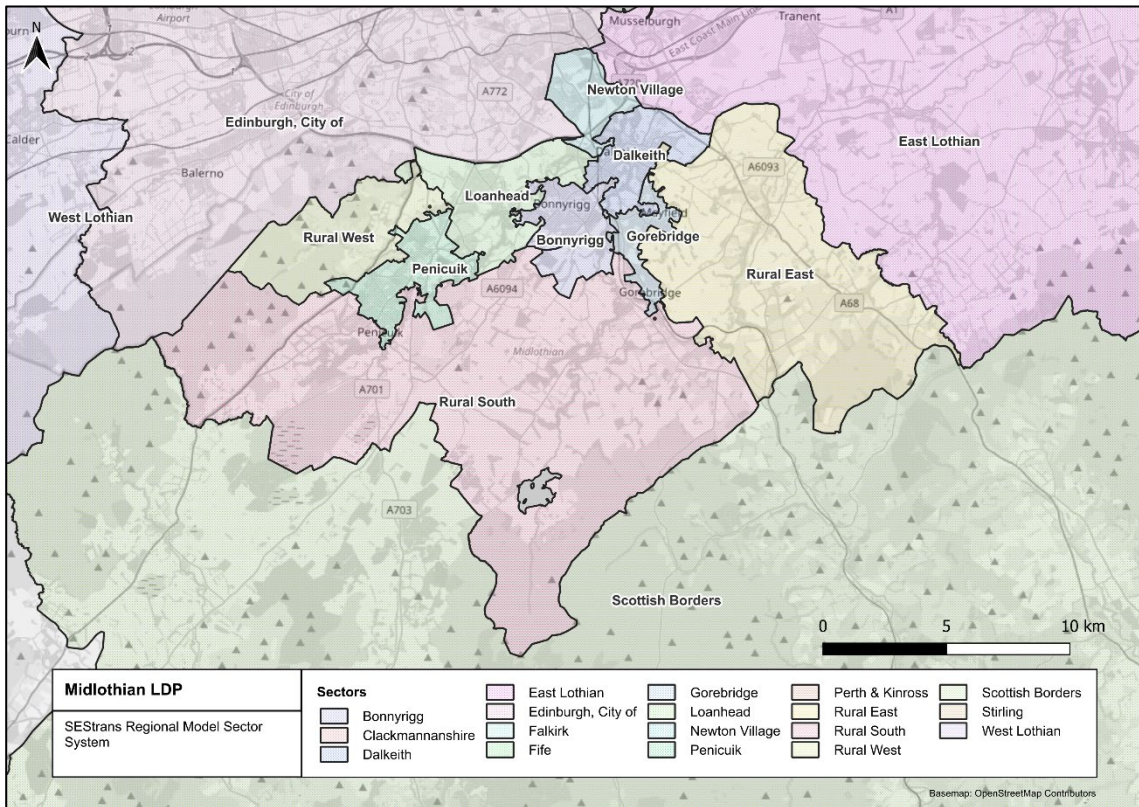 N
Airport
Musselburgh
Tranent
A1
East Coast Main Line
A720
A772
City of
Edinburgh
Newton Village
Edinburgh, City of
Calder
Dalkeith
East Lothian
A6093
Balerno
Loanhead
Bonnyrigg
Mayfield
West Lothian
Rural West
Bonnyrigg
Gorebridge
Penicuik
Rural East
A6094
Gorebridge
A68
Penicuik
Midlothian
A701
Rural South
A703
Scottish Borders
0 5 10 km
Midlothian LDP
SEStrans Regional Model Sector
System
Sectors
Bonnyrigg
Clackmannanshire
Dalkeith
East Lothian
Edinburgh, City of
Falkirk
Fife
Gorebridge
Loanhead
Newton Village
Penicuik
Perth & Kinross
Rural East
Rural South
Rural West
Scottish Borders
Stirling
West Lothian
Basemap: OpenStreetMap Contributors